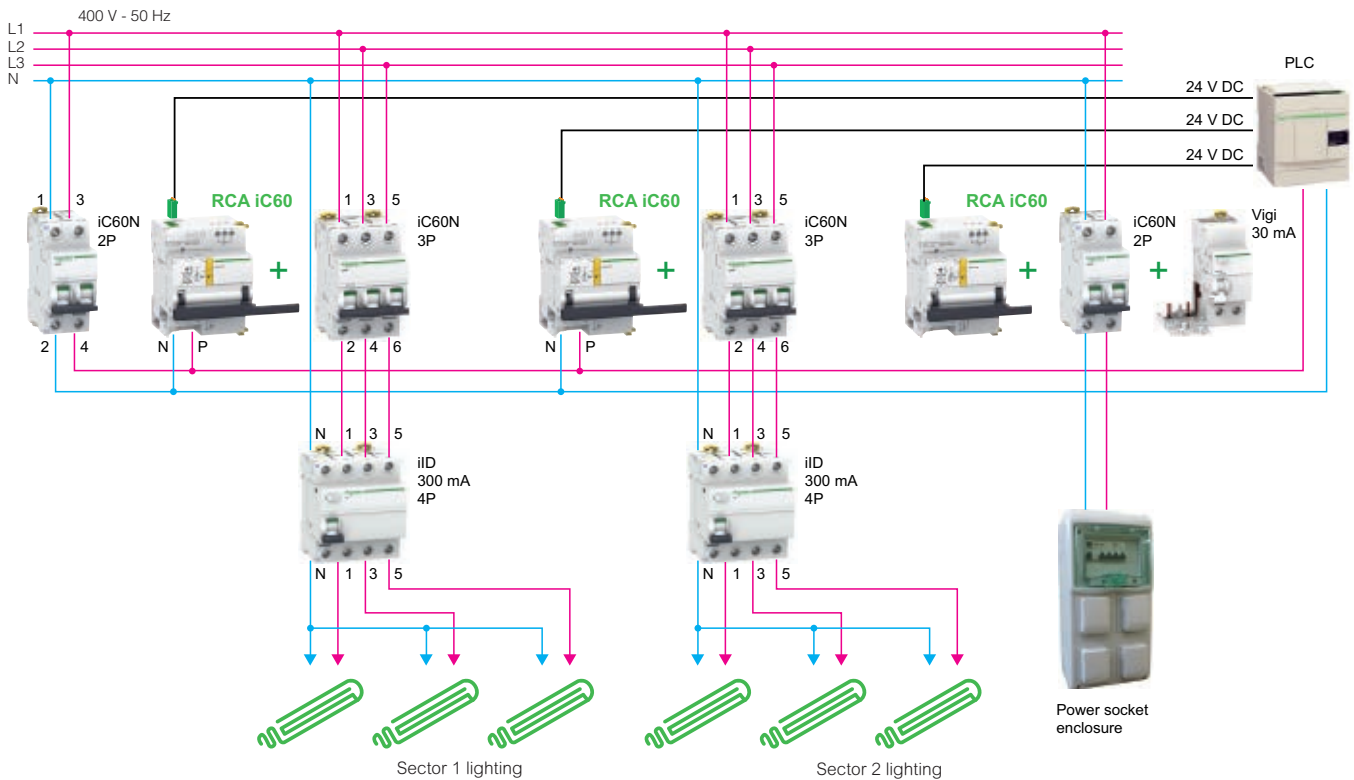 400 V - 50 Hz
L1
L2
L3
N
PLC
24 V DC
24 V DC
24 V DC
1 3
iC60N
2P
2 4
RCA iC60
+
N P
1 3 5
iC60N
3P
2 4 6
RCA iC60
+
N P
1 3 5
iC60N
3P
2 4 6
RCA iC60
+
iC60N
2P
+
Vigi
30 mA
N 1 3 5
iID
300 mA
4P
N 1 3 5
N 1 3 5
iID
300 mA
4P
N 1 3 5
Power socket
enclosure
Sector 1 lighting
Sector 2 lighting